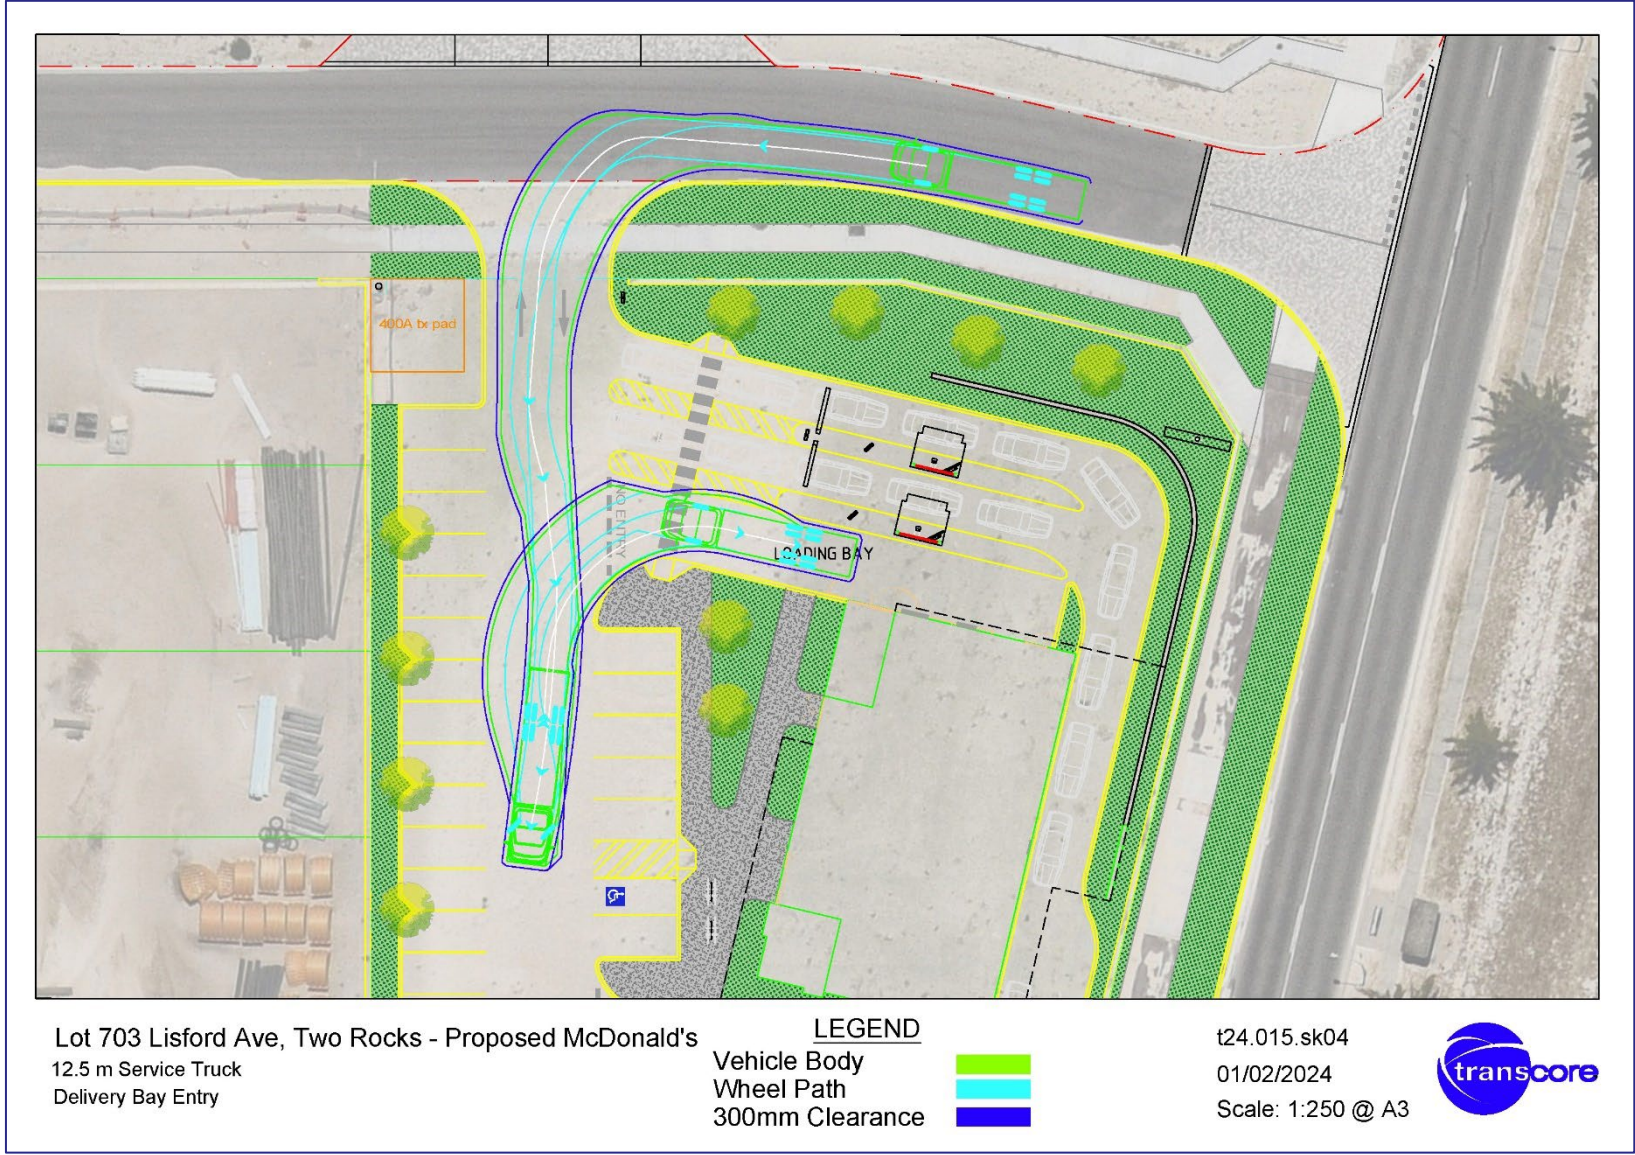 400A tx pad
NO ENTRY
LOADING BAY
Lot 703 Lisford Ave, Two Rocks - Proposed McDonald's
12.5 m Service Truck
Delivery Bay Entry
LEGEND
Vehicle Body
Wheel Path
300mm Clearance
t24.015.sk04
01/02/2024
Scale: 1:250 @ A3
transcore